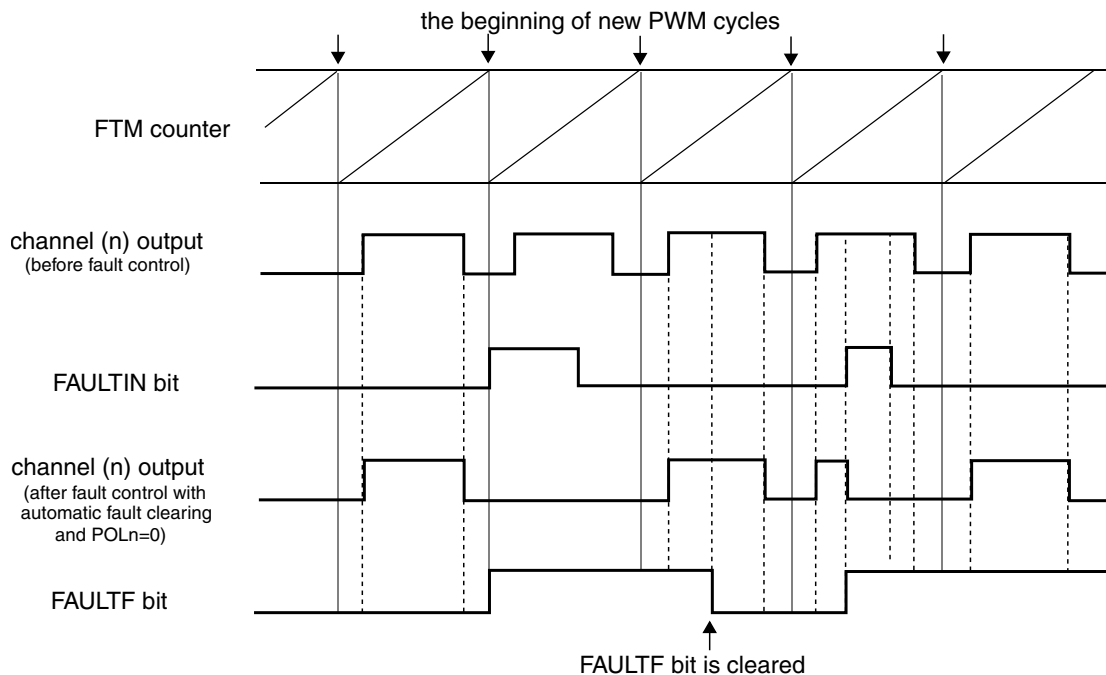 the beginning of new PWM cycles
FTM counter
channel (n) output
(before fault control)
FAULTIN bit
channel (n) output
(after fault control with
automatic fault clearing
and POLn=0)
FAULTF bit
FAULTF bit is cleared